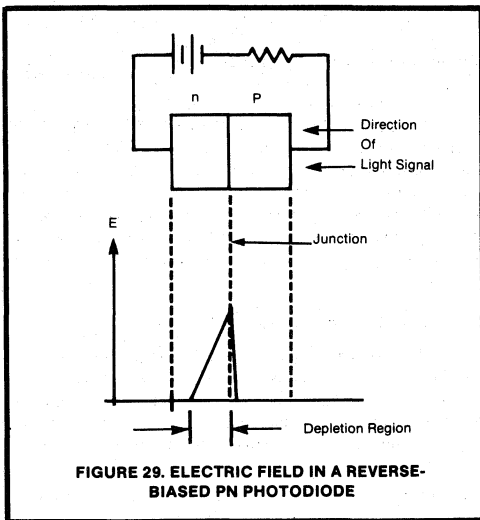 n P
Direction
Of
Light Signal
E
Junction
Depletion Region
FIGURE 29. ELECTRIC FIELD IN A REVERSE-
BIASED PN PHOTODIODE